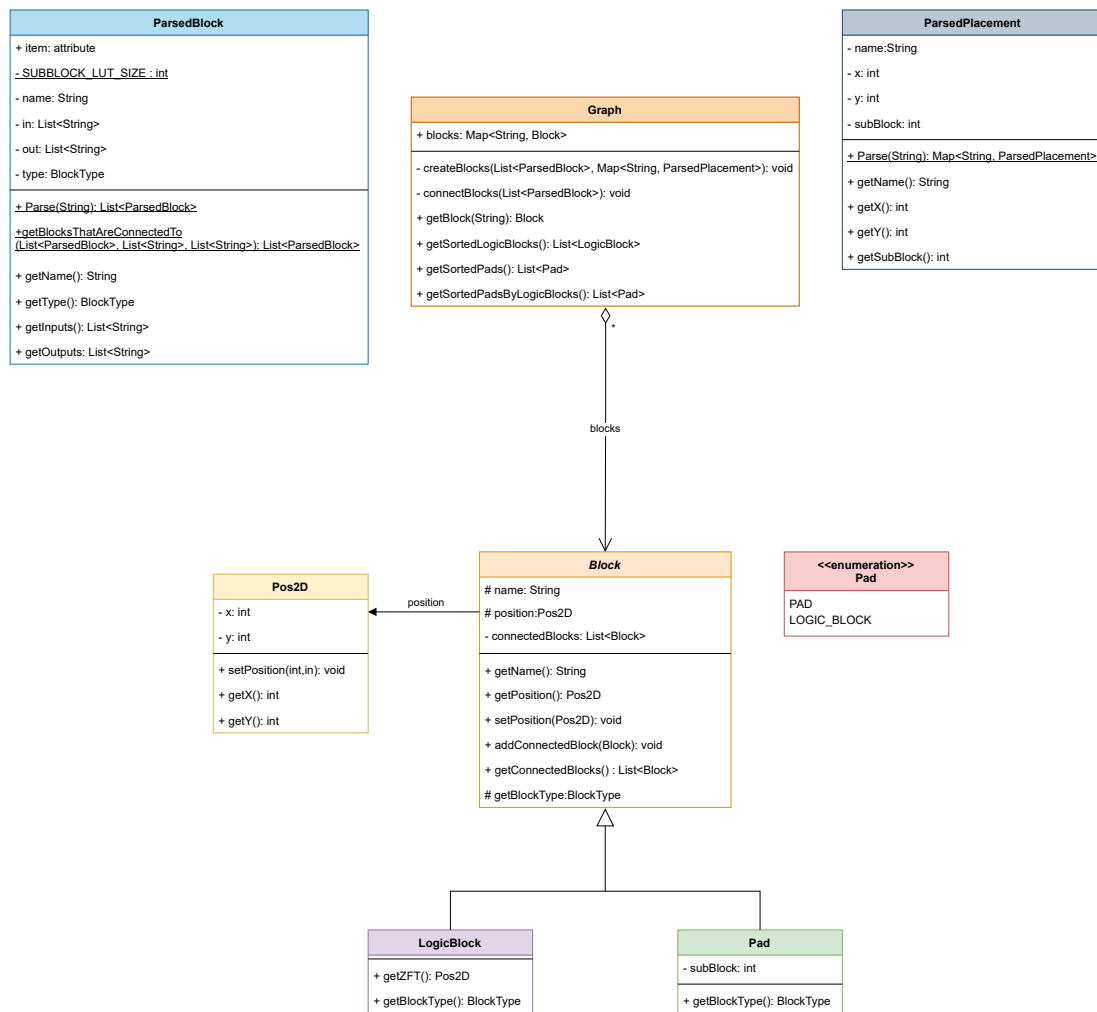 ParsedBlock
+ item: attribute
- SUBBLOCK_LUT_SIZE : int
- name: String
- in: List<String>
- out: List<String>
- type: BlockType
+ Parse(String): List<ParsedBlock>
+getBlocksThatAreConnectedTo
(List<ParsedBlock>, List<String>, List<String>): List<ParsedBlock>
+ getName(): String
+ getType(): BlockType
+ getInputs(): List<String>
+ getOutputs: List<String>
Graph
+ blocks: Map<String, Block>
- createBlocks(List<ParsedBlock>, Map<String, ParsedPlacement>): void
- connectBlocks(List<ParsedBlock>): void
+ getBlock(String): Block
+ getSortedLogicBlocks(): List<LogicBlock>
+ getSortedPads(): List<Pad>
+ getSortedPadsByLogicBlocks(): List<Pad>
ParsedPlacement
- name:String
- x: int
- y: int
- subBlock: int
+ Parse(String): Map<String, ParsedPlacement>
+ getName(): String
+ getX(): int
+ getY(): int
+ getSubBlock(): int
*
blocks
Pos2D
- x: int
- y: int
+ setPosition(int,in): void
+ getX(): int
+ getY(): int
position
Block
# name: String
# position:Pos2D
- connectedBlocks: List<Block>
+ getName(): String
+ getPosition(): Pos2D
+ setPosition(Pos2D): void
+ addConnectedBlock(Block): void
+ getConnectedBlocks() : List<Block>
# getBlockType:BlockType
<<enumeration>>
Pad
PAD
LOGIC_BLOCK
LogicBlock
+ getZFT(): Pos2D
+ getBlockType(): BlockType
Pad
- subBlock: int
+ getBlockType(): BlockType